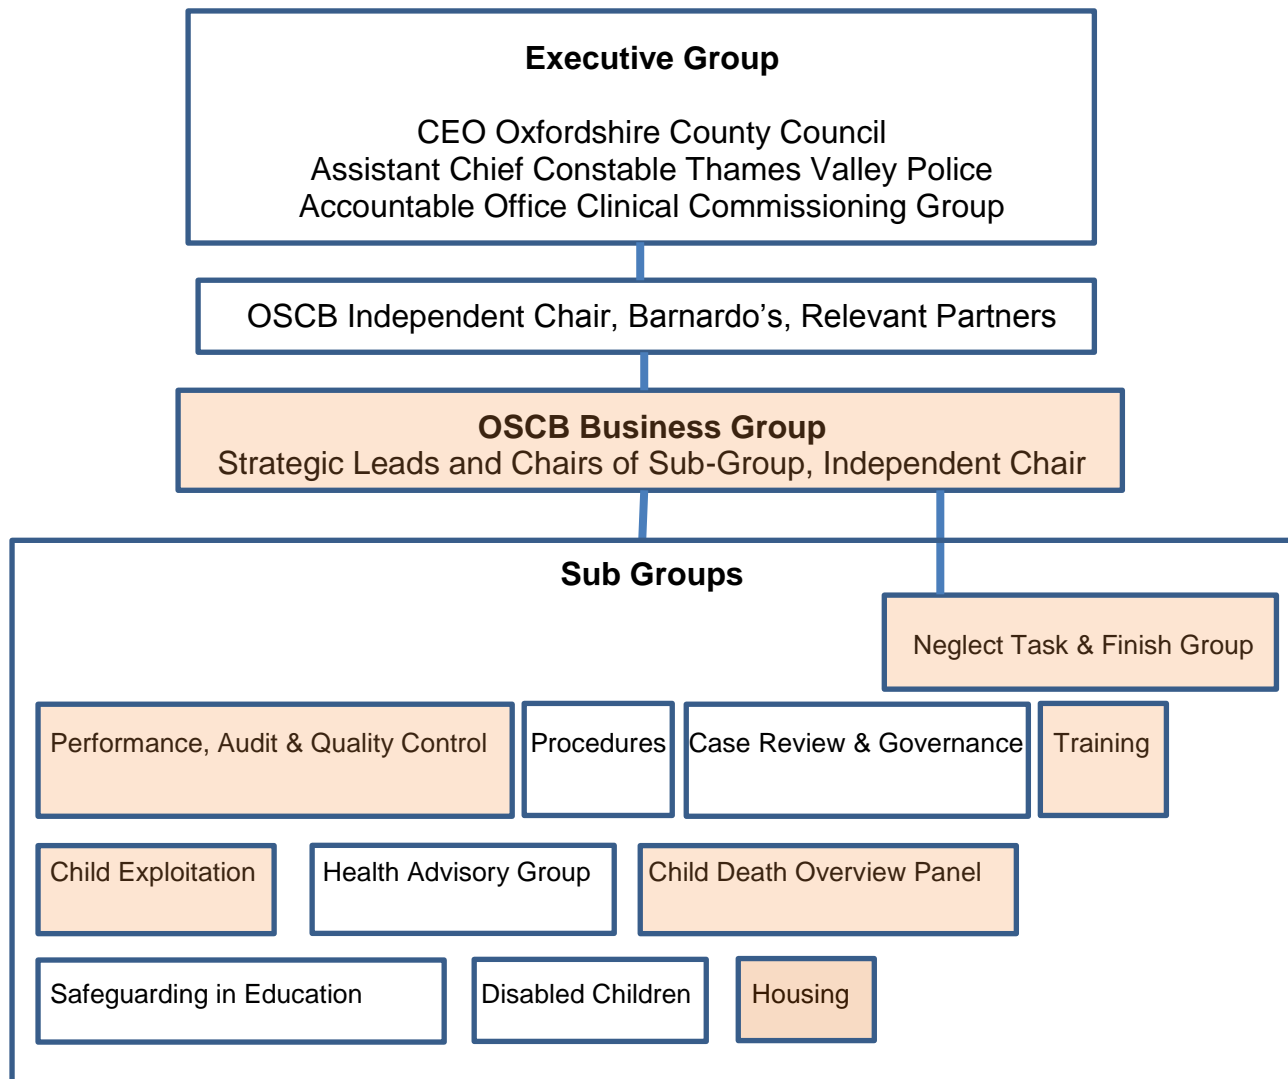 Executive Group
CEO Oxfordshire County Council
Assistant Chief Constable Thames Valley Police
Accountable Office Clinical Commissioning Group
OSCB Independent Chair, Barnardo’s, Relevant Partners
OSCB Business Group
Strategic Leads and Chairs of Sub-Group, Independent Chair
Sub Groups
Neglect Task & Finish Group
Performance, Audit & Quality Control
Procedures
Case Review & Governance
Training
Child Exploitation
Health Advisory Group
Child Death Overview Panel
Safeguarding in Education
Disabled Children
Housing